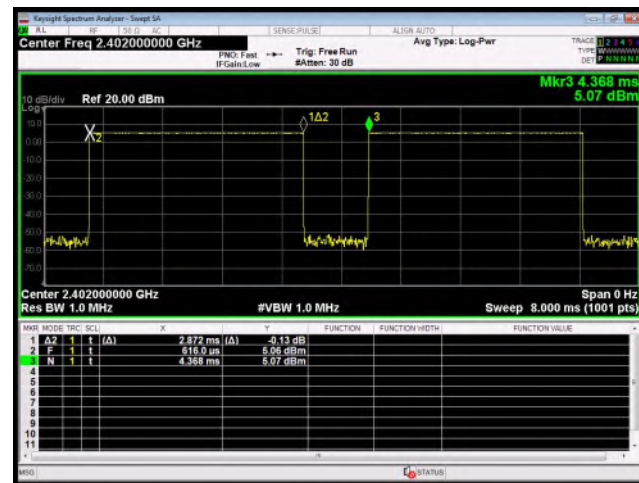 Keysight Spectrum Analyzer - Swept SA
RL RF 50 Ω AC SENSE:PULSE ALIGN AUTO
Center Freq 2.402000000 GHz Avg Type: Log-Pwr TRACE 1 2 3 4 5
PNO: Fast Trig: Free Run TYPE
IFGain:Low #Atten: 30 dB DET P N N N N
Mkr3 4.368 ms
10 dB/div Ref 20.00 dBm 5.07 dBm
Log
1Δ2 3
10.0
X2
0.00
-10.0
-20.0
-30.0
-40.0
-50.0
-60.0
-70.0
Center 2.402000000 GHz Span 0 Hz
Res BW 1.0 MHz #VBW 1.0 MHz Sweep 8.000 ms (1001 pts)
MKR MODE TRC SCL X Y FUNCTION FUNCTION WIDTH FUNCTION VALUE
1 Δ2 1 t (Δ) 2.872 ms (Δ) -0.13 dB
2 F 1 t 616.0 µs 5.06 dBm
3 N 1 t 4.368 ms 5.07 dBm
4
5
6
7
8
9
10
11
MSG STATUS